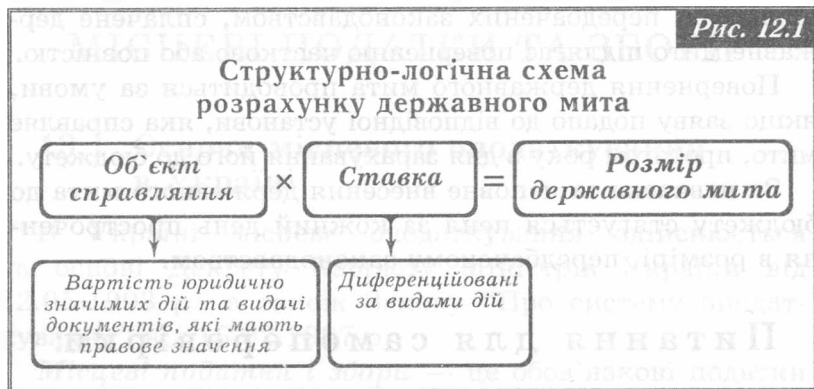 Рис. 12.1
Структурно-логічна схема
розрахунку державного мита
Об'єкт
справляння
×
Ставка
=
Розмір
державного мита
Вартість юридично
значимих дій та видачі
документів, які мають
правове значення
Диференційовані
за видами дій